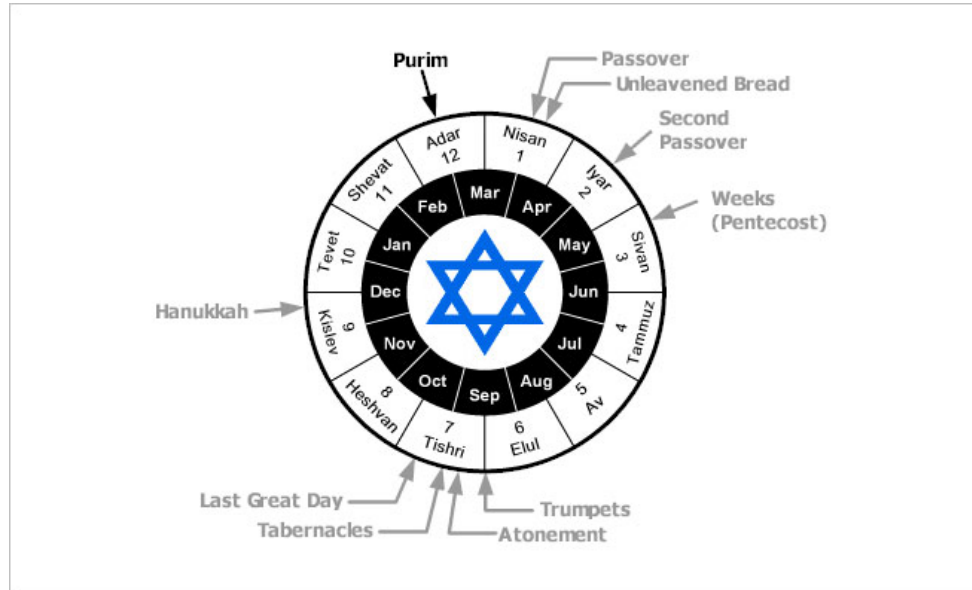 Purim
Passover
Unleavened Bread
Second
Passover
Weeks
(Pentecost)
Nisan
1
Iyar
2
Sivan
3
4
Tammuz
5
Av
6
Elul
7
Tishri
8
Heshvan
9
Kislev
Tevet
10
Shevat
11
Adar
12
Mar
Apr
May
Jun
Jul
Aug
Sep
Oct
Nov
Dec
Jan
Feb
Hanukkah
Last Great Day
Tabernacles
Trumpets
Atonement